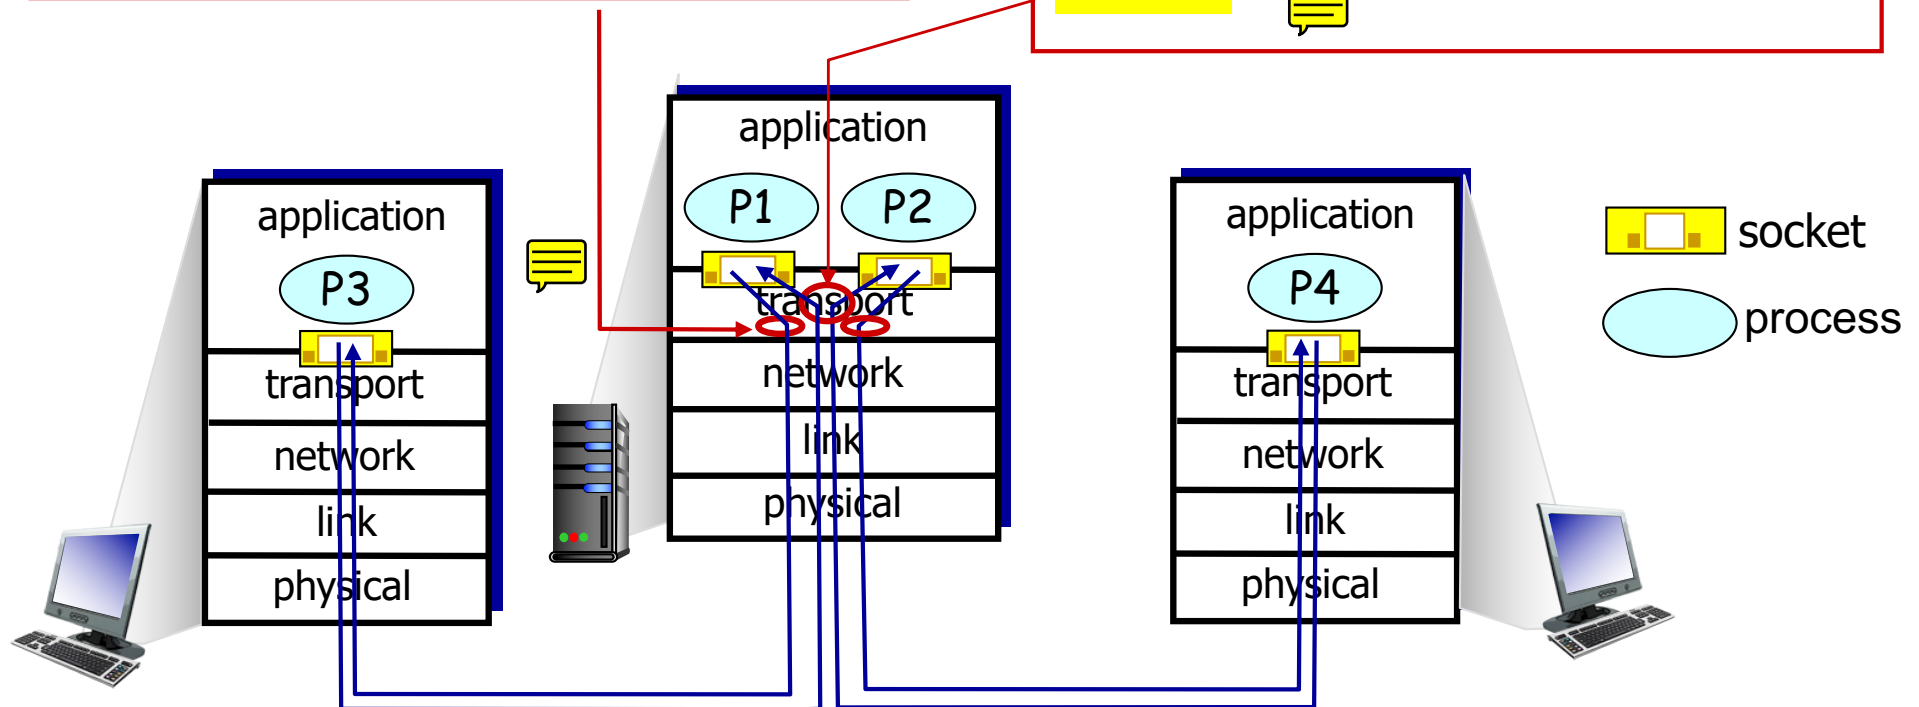 application
P1
P2
transport
network
link
physical
application
P3
transport
network
link
physical
application
P4
transport
network
link
physical
socket
process